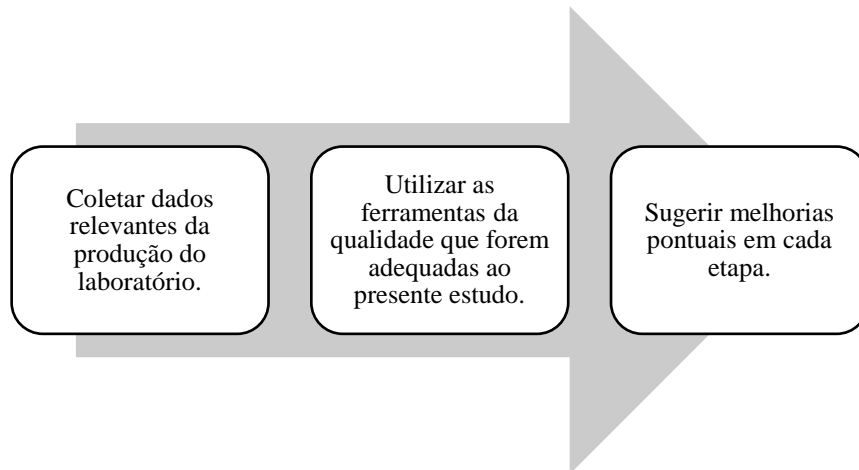 Coletar dados
relevantes da
produção do
laboratório.
Utilizar as
ferramentas da
qualidade que forem
adequadas ao
presente estudo.
Sugerir melhorias
pontuais em cada
etapa.